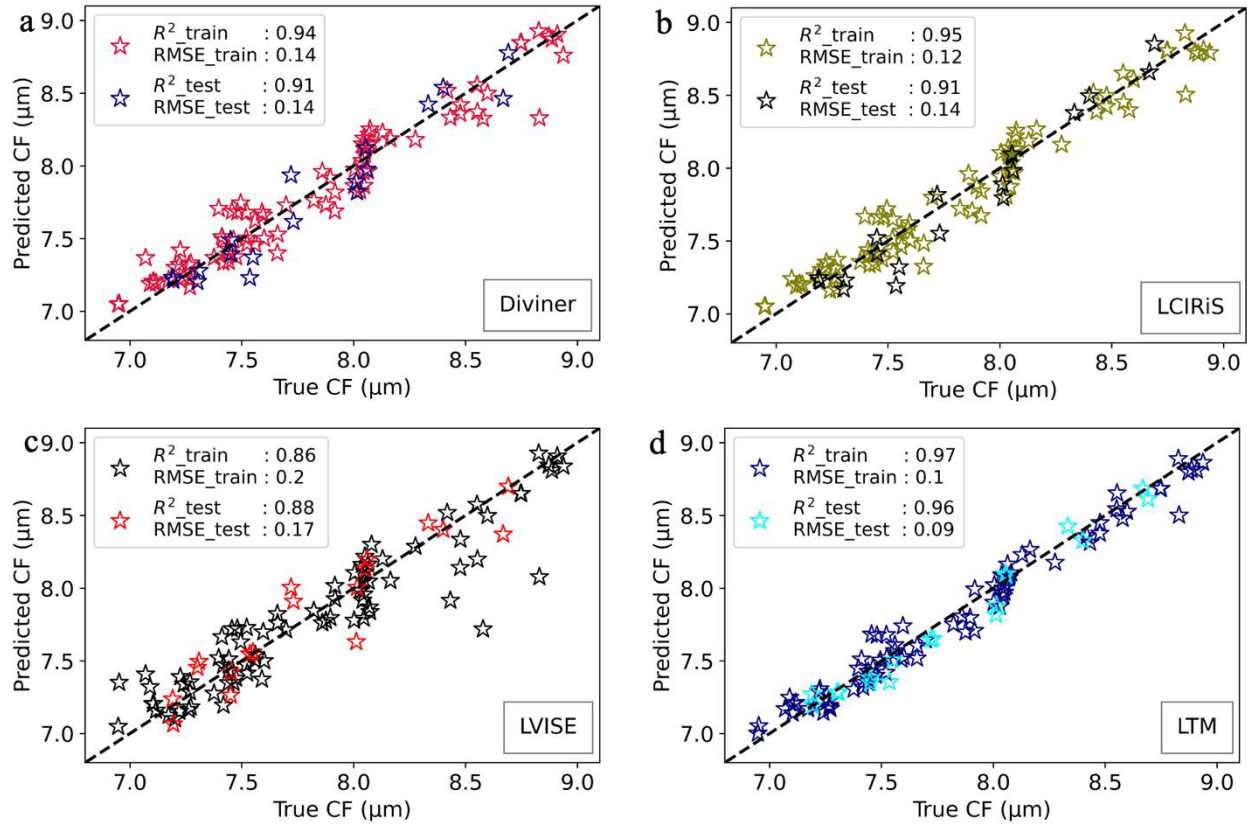 a
9.0
8.5
8.0
7.5
7.0
Predicted CF (μm)
R²_train : 0.94
RMSE_train : 0.14
R²_test : 0.91
RMSE_test : 0.14
Diviner
7.0 7.5 8.0 8.5 9.0
True CF (μm)
b
9.0
8.5
8.0
7.5
7.0
Predicted CF (μm)
R²_train : 0.95
RMSE_train : 0.12
R²_test : 0.91
RMSE_test : 0.14
LCIRiS
7.0 7.5 8.0 8.5 9.0
True CF (μm)
c
9.0
8.5
8.0
7.5
7.0
Predicted CF (μm)
R²_train : 0.86
RMSE_train : 0.2
R²_test : 0.88
RMSE_test : 0.17
LVISE
7.0 7.5 8.0 8.5 9.0
True CF (μm)
d
9.0
8.5
8.0
7.5
7.0
Predicted CF (μm)
R²_train : 0.97
RMSE_train : 0.1
R²_test : 0.96
RMSE_test : 0.09
LTM
7.0 7.5 8.0 8.5 9.0
True CF (μm)